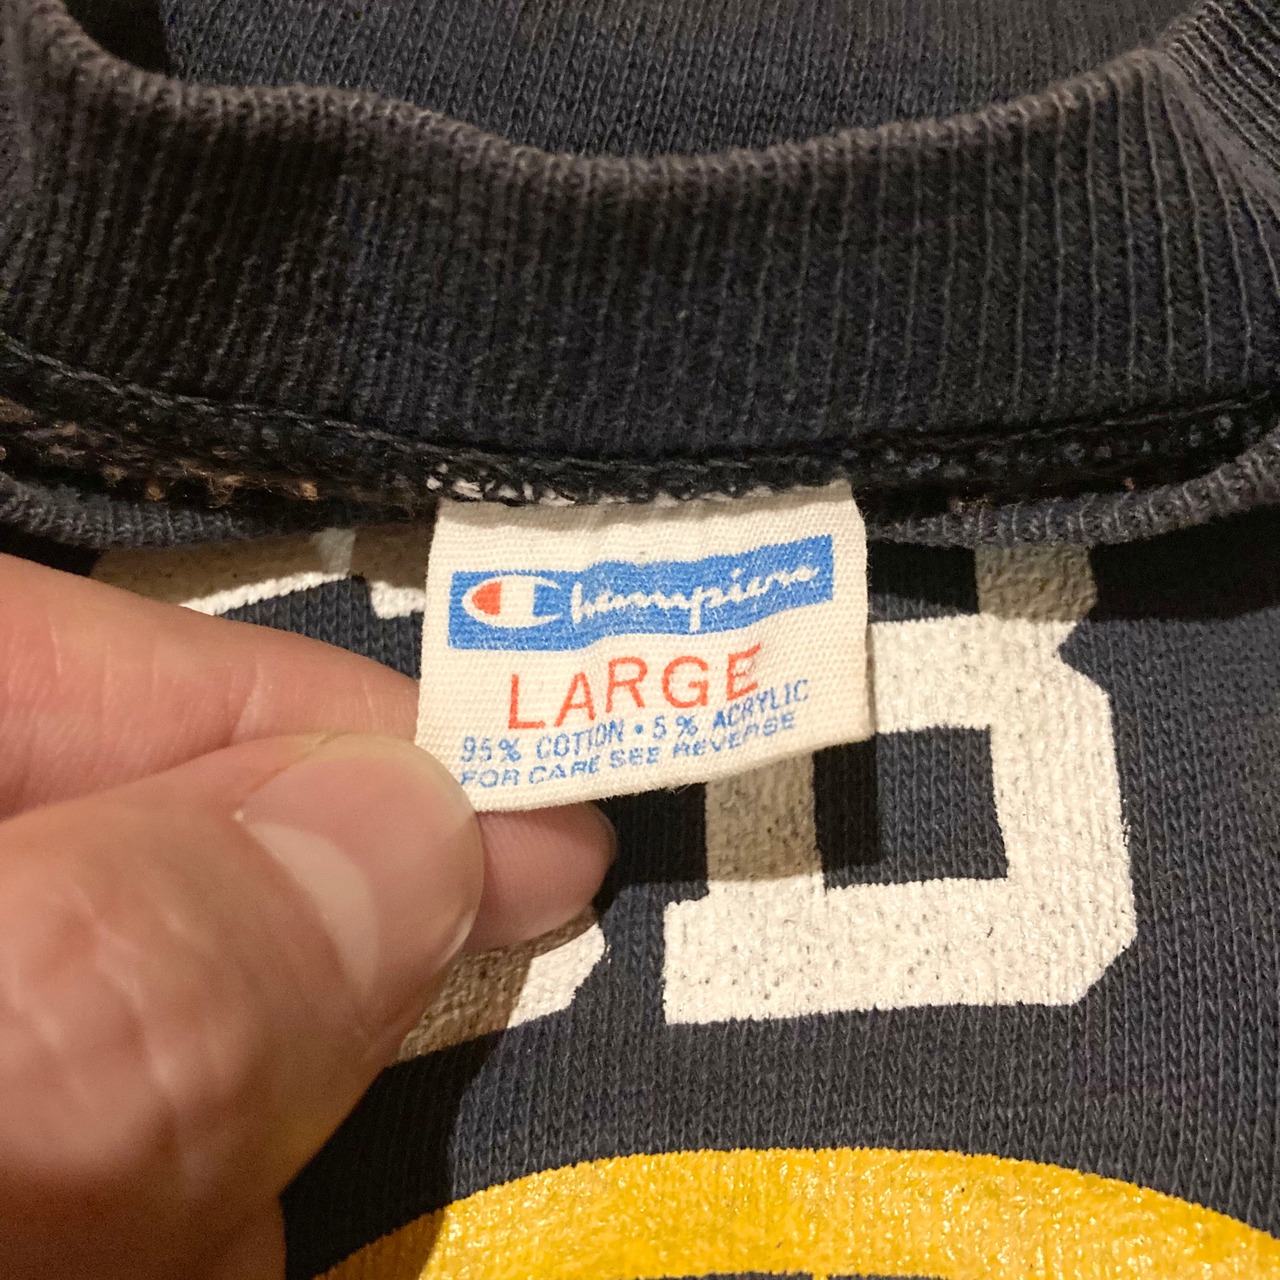 Champion
LARGE
95% COTTON • 5% ACRYLIC
FOR CARE SEE REVERSE